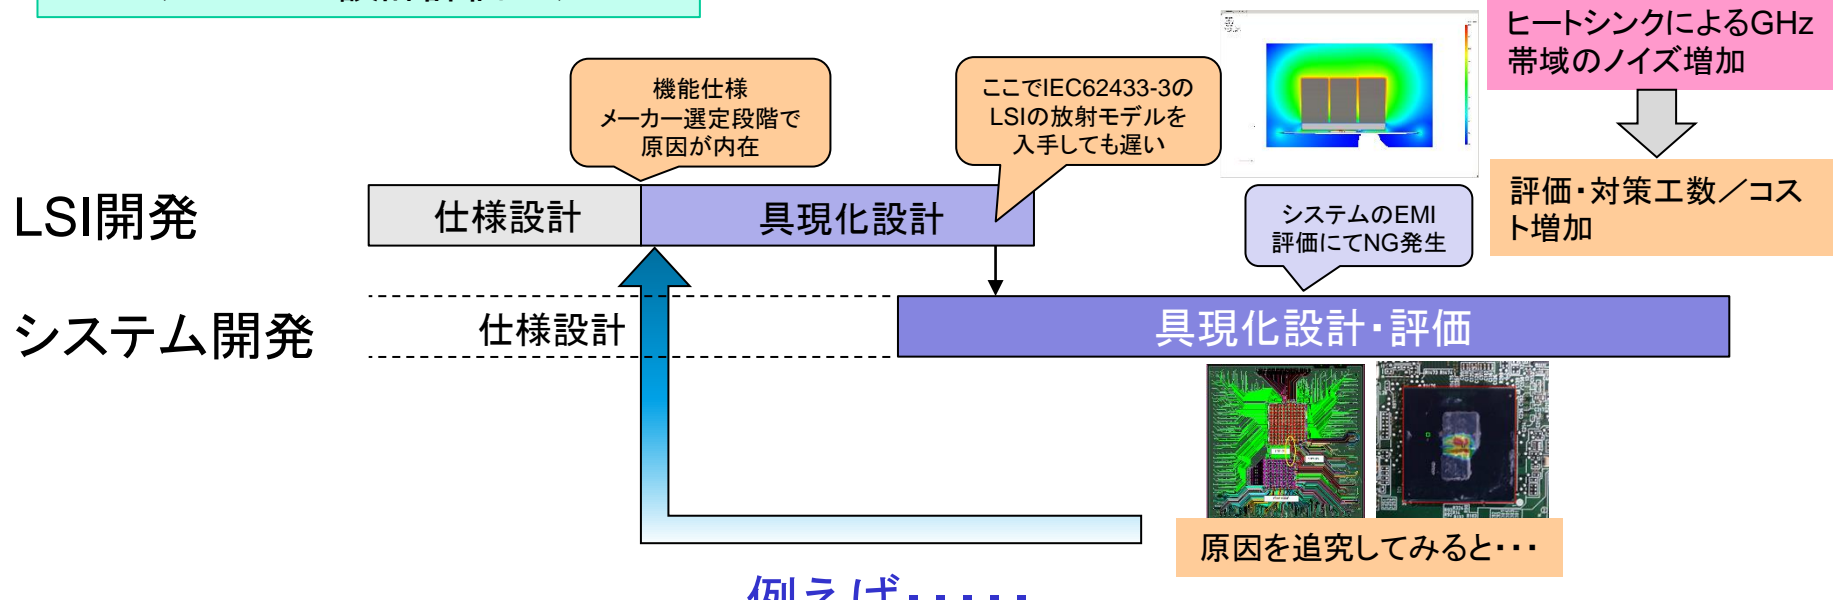 ヒートシンクによるGHz
帯域のノイズ増加
機能仕様
メーカー選定段階で
原因が内在
ここでIEC62433-3の
LSIの放射モデルを
入手しても遅い
評価・対策工数／コス
ト増加
LSI開発
仕様設計
具現化設計
システムのEMI
評価にてNG発生
システム開発
仕様設計
具現化設計・評価
原因を追究してみると・・・
例えば・・・・・